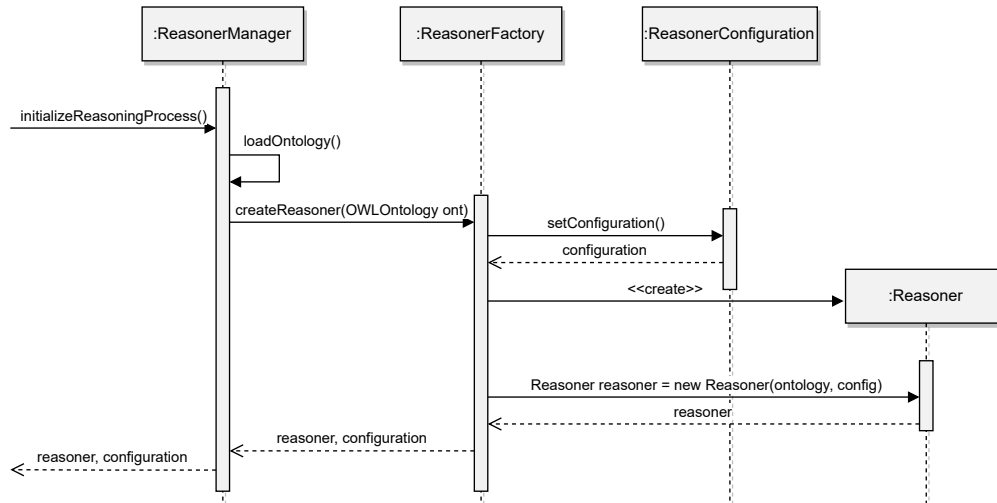 :ReasonerManager
:ReasonerFactory
:ReasonerConfiguration
initializeReasoningProcess()
loadOntology()
createReasoner(OWLOntology ont)
setConfiguration()
configuration
<<create>>
:Reasoner
Reasoner reasoner = new Reasoner(ontology, config)
reasoner
reasoner, configuration
reasoner, configuration